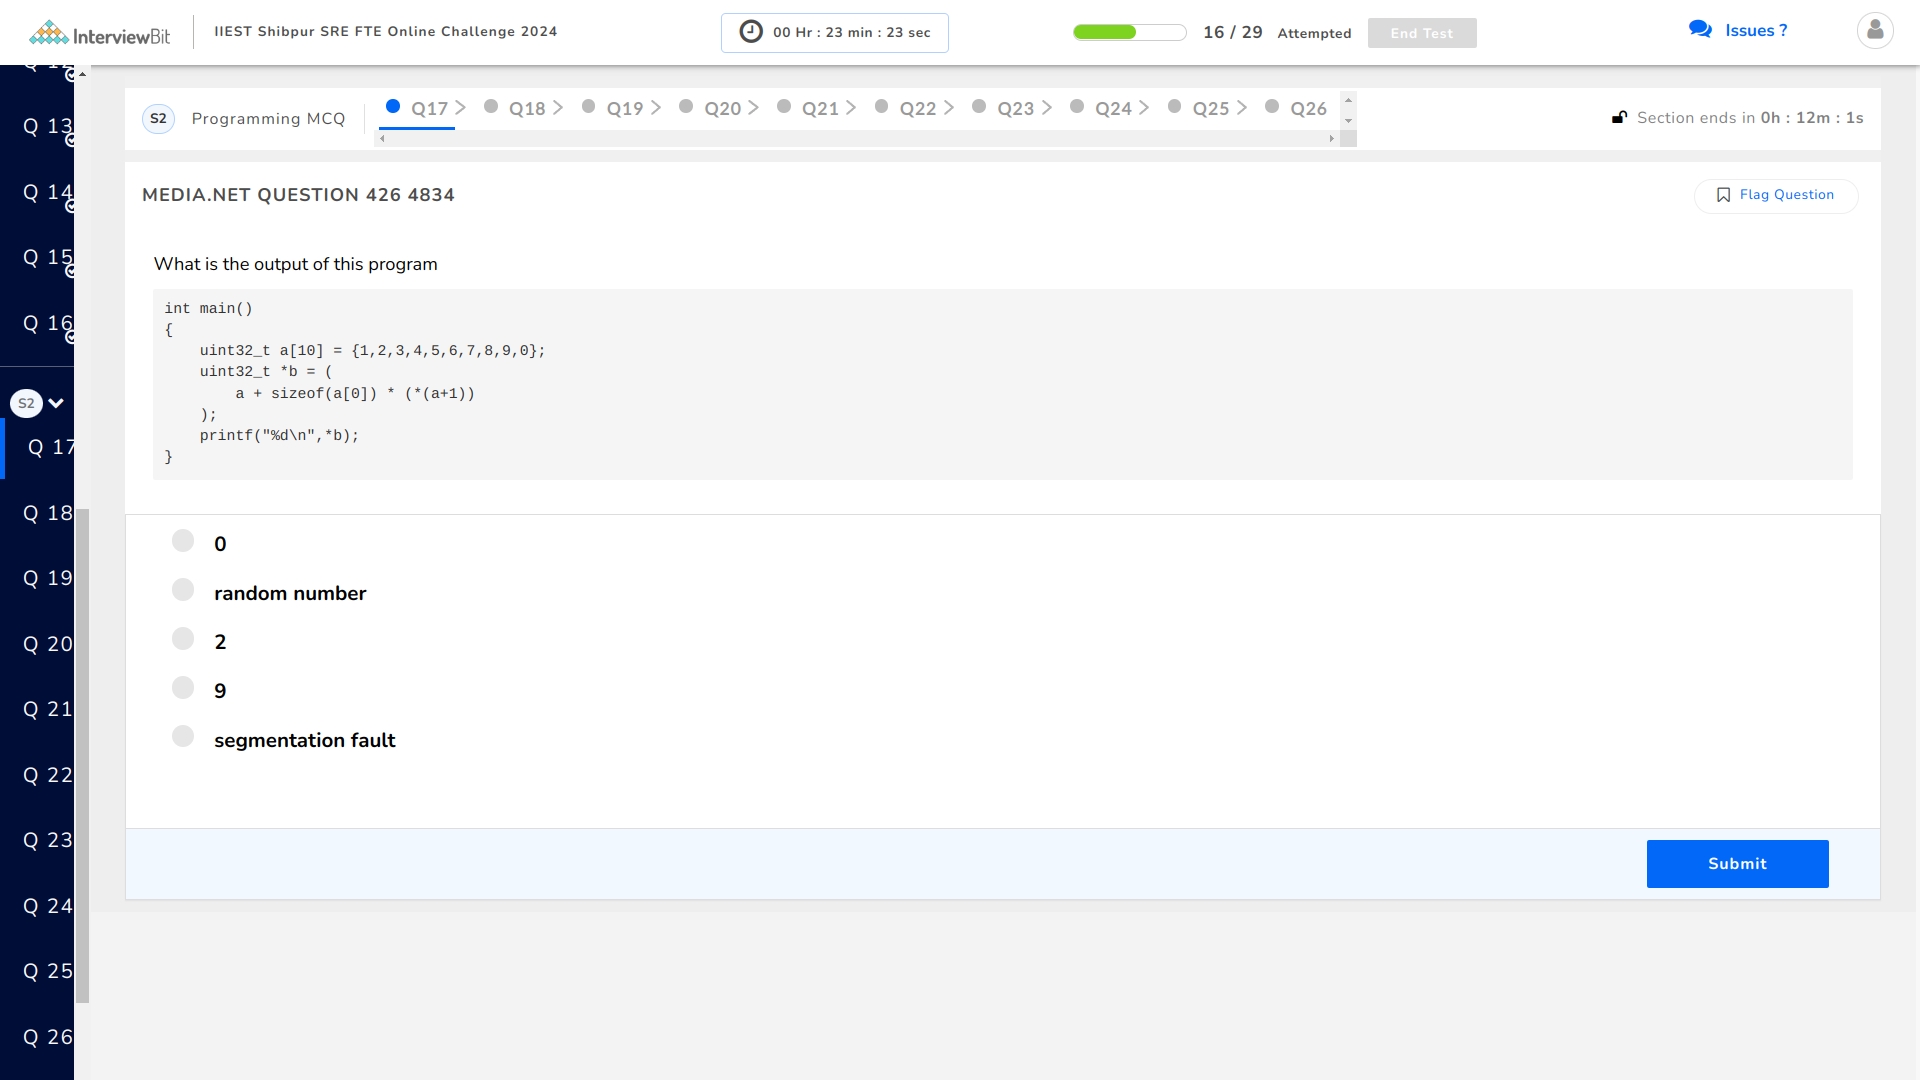 InterviewBit
IIEST Shibpur SRE FTE Online Challenge 2024
00 Hr : 23 min : 23 sec
16 / 29 Attempted
End Test
Issues ?
Q 13
Q 14
Q 15
Q 16
S2
Q 17
Q 18
Q 19
Q 20
Q 21
Q 22
Q 23
Q 24
Q 25
Q 26
S2 Programming MCQ
Q17 Q18 Q19 Q20 Q21 Q22 Q23 Q24 Q25 Q26
Section ends in 0h : 12m : 1s
MEDIA.NET QUESTION 426 4834
Flag Question
What is the output of this program
int main()
{
    uint32_t a[10] = {1,2,3,4,5,6,7,8,9,0};
    uint32_t *b = (
        a + sizeof(a[0]) * (*(a+1))
    );
    printf("%d\n",*b);
}
0
random number
2
9
segmentation fault
Submit